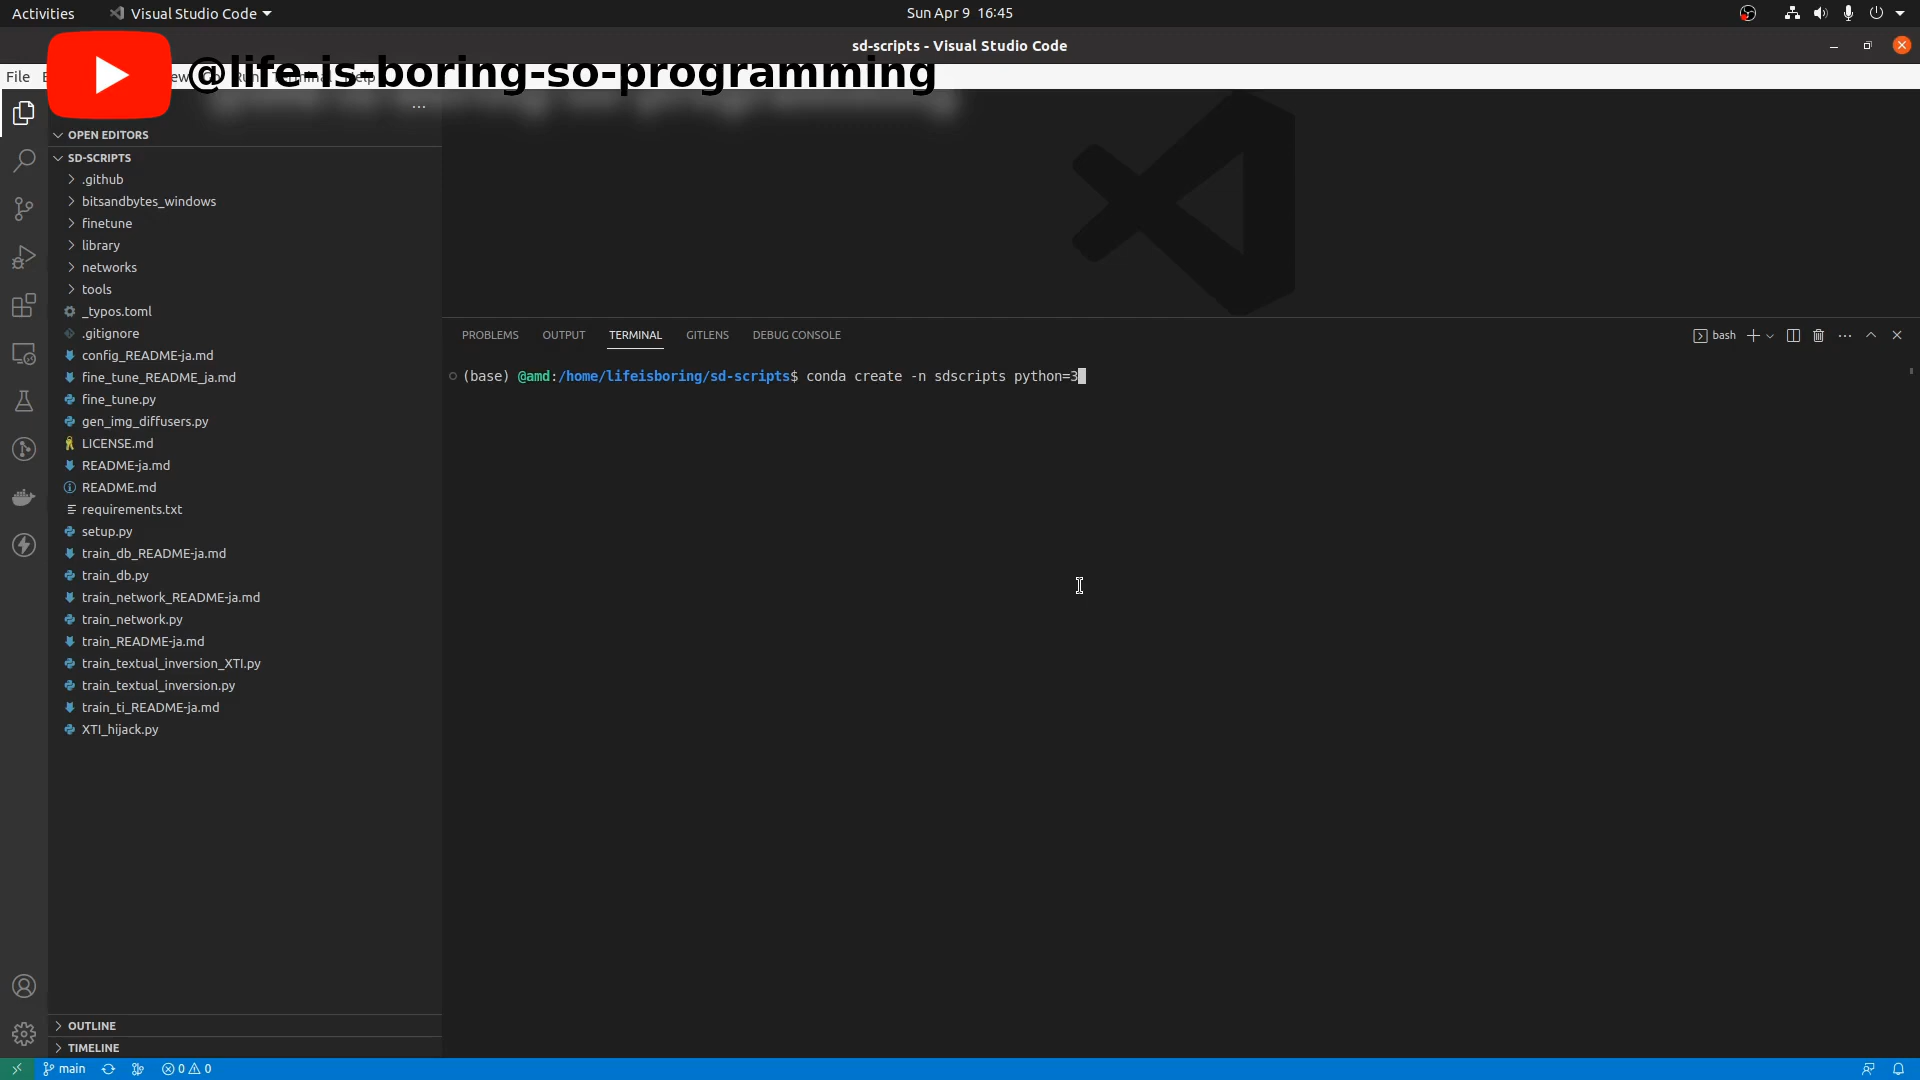 Activities Visual Studio Code Sun Apr 9 16:45
sd-scripts - Visual Studio Code
File
@life-is-boring-so-programming
OPEN EDITORS
SD-SCRIPTS
.github
bitsandbytes_windows
finetune
library
networks
tools
_typos.toml
.gitignore
config_README-ja.md
fine_tune_README_ja.md
fine_tune.py
gen_img_diffusers.py
LICENSE.md
README-ja.md
README.md
requirements.txt
setup.py
train_db_README-ja.md
train_db.py
train_network_README-ja.md
train_network.py
train_README-ja.md
train_textual_inversion_XTI.py
train_textual_inversion.py
train_ti_README-ja.md
XTI_hijack.py
OUTLINE
TIMELINE
PROBLEMS OUTPUT TERMINAL GITLENS DEBUG CONSOLE bash
(base) @amd:/home/lifeisboring/sd-scripts$ conda create -n sdscripts python=3
main 0 0